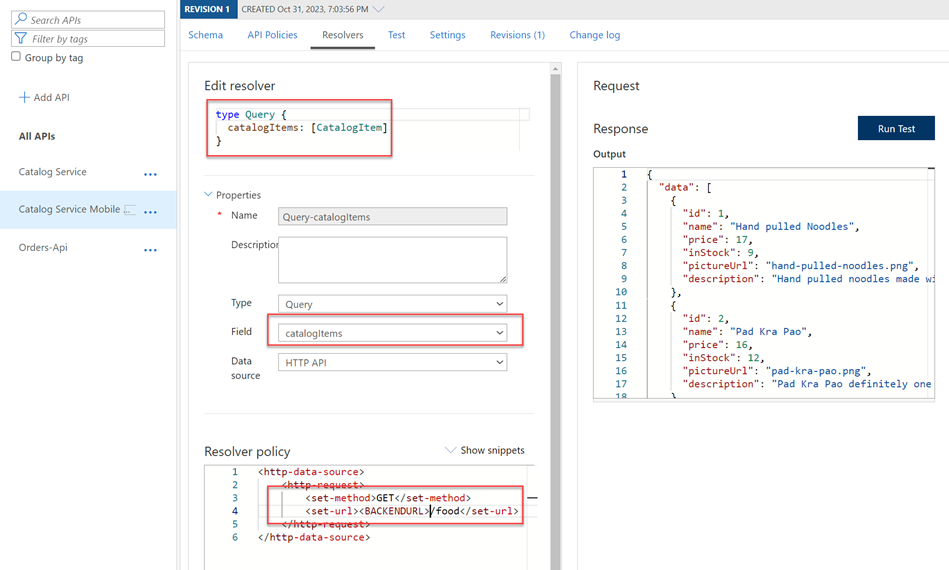 Search APIs
Filter by tags
Group by tag
Add API
All APIs
Catalog Service
...
Catalog Service Mobile ...
...
Orders-Api
...
REVISION 1 CREATED Oct 31, 2023, 7:03:56 PM
Schema API Policies Resolvers Test Settings Revisions (1) Change log
Edit resolver
type Query {
catalogItems: [CatalogItem]
}
Properties
* Name Query-catalogItems
Description
Type Query
Field catalogItems
Data source HTTP API
Resolver policy Show snippets
1 <http-data-source>
2 <http-request>
3 <set-method>GET</set-method>
4 <set-url><BACKENDURL>/food</set-url>
5 </http-request>
6 </http-data-source>
Request
Response
Run Test
Output
1 {
2 "data": [
3 {
4 "id": 1,
5 "name": "Hand pulled Noodles",
6 "price": 17,
7 "inStock": 9,
8 "pictureUrl": "hand-pulled-noodles.png",
9 "description": "Hand pulled noodles made wi
10 },
11 {
12 "id": 2,
13 "name": "Pad Kra Pao",
14 "price": 16,
15 "inStock": 12,
16 "pictureUrl": "pad-kra-pao.png",
17 "description": "Pad Kra Pao definitely one
18 }